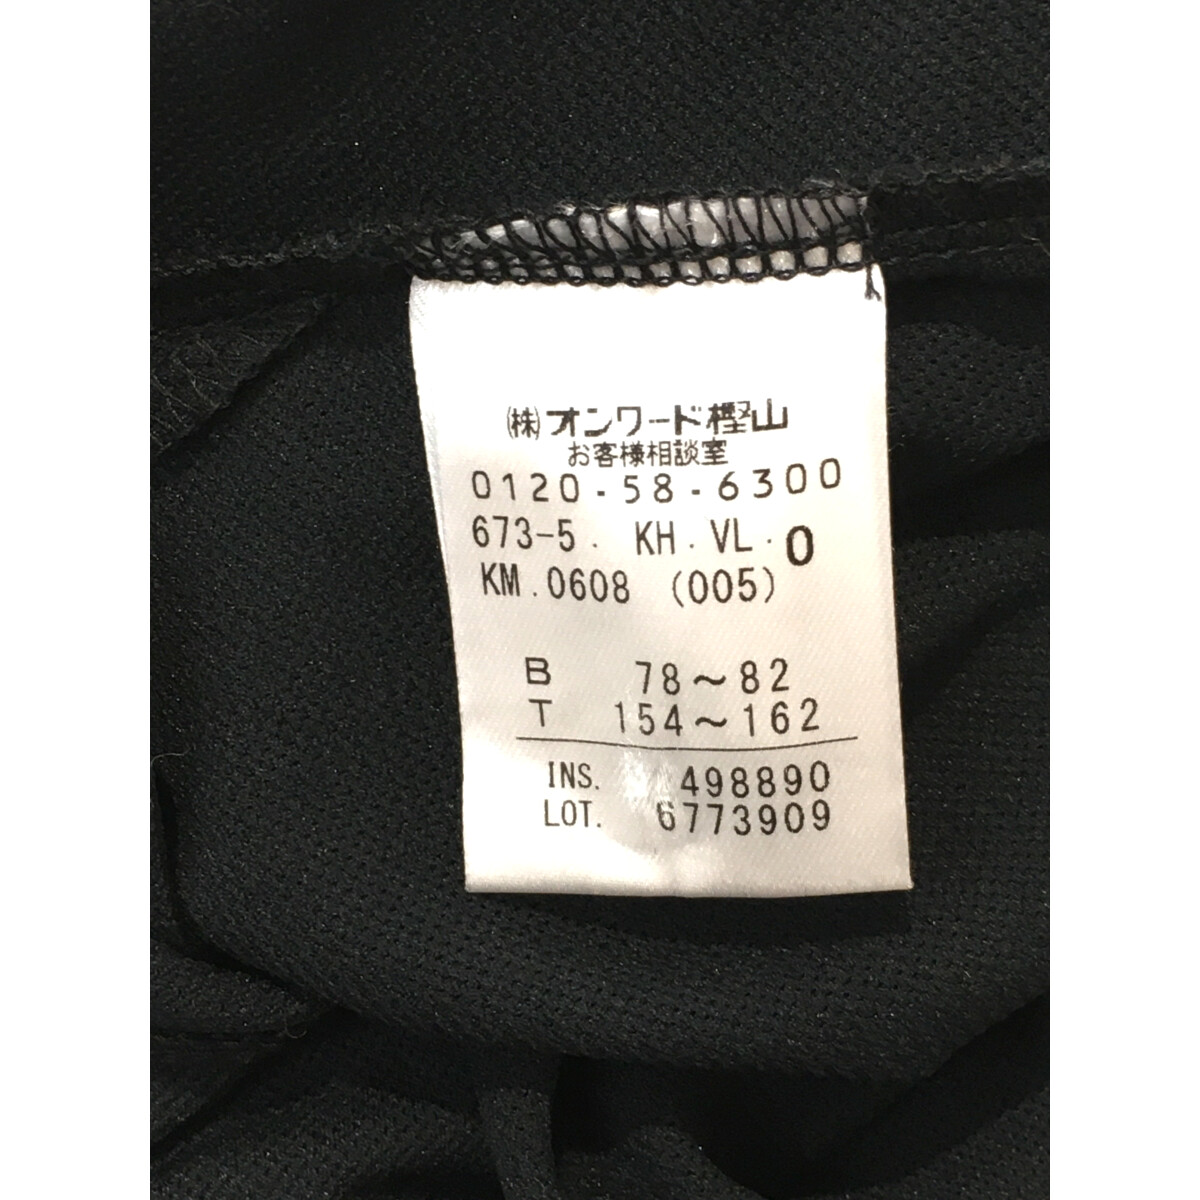 ㈱オンワード樫山
お客様相談室
0120-58-6300
673-5. KH. VL. 0
KM. 0608 (005)
B 78~82
T 154~162
INS. 498890
LOT. 6773909